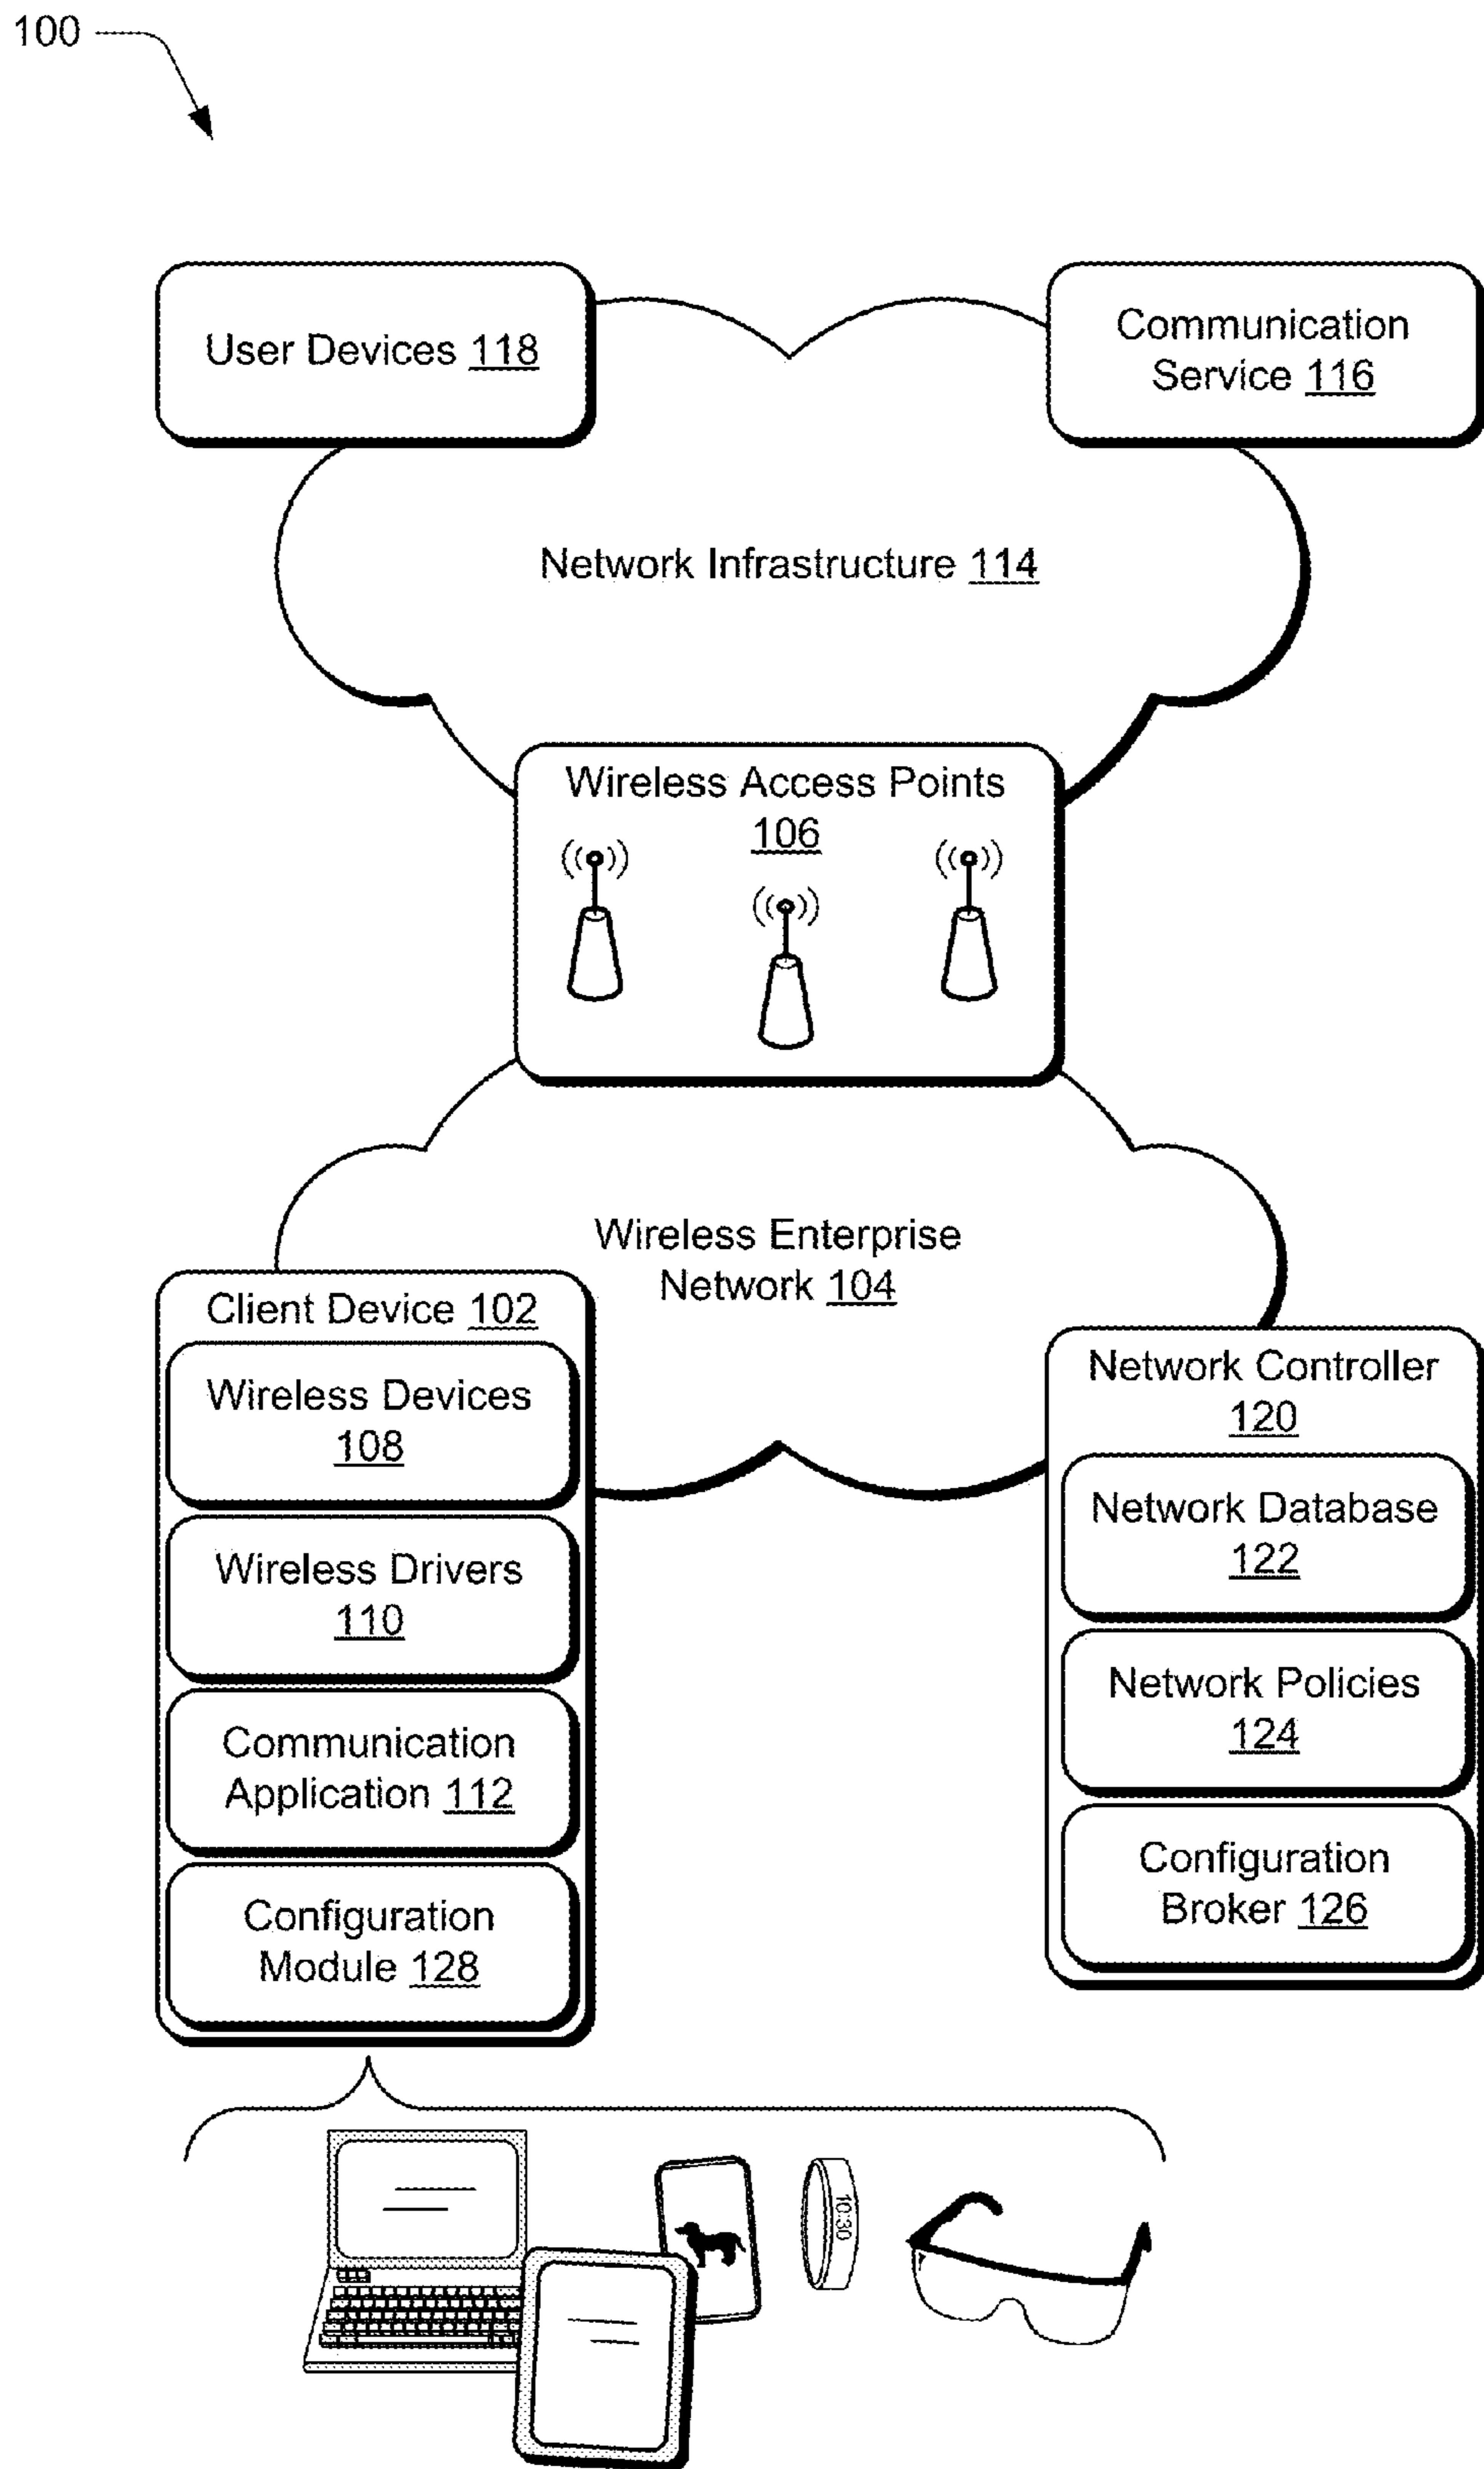 100
User Devices 118
Communication
Service 116
Network Infrastructure 114
Wireless Access Points
106
Wireless Enterprise
Network 104
Client Device 102
Wireless Devices
108
Wireless Drivers
110
Communication
Application 112
Configuration
Module 128
Network Controller
120
Network Database
122
Network Policies
124
Configuration
Broker 126
10:30